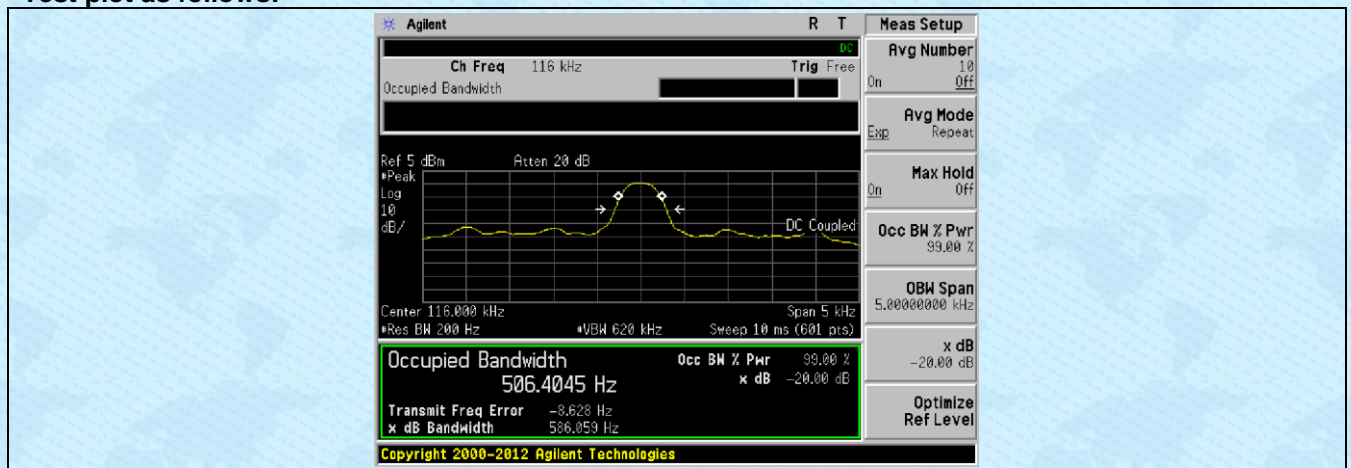 Test plot as follows:
Agilent R T Meas Setup
DC
Ch Freq 116 kHz Trig Free
Occupied Bandwidth
Avg Number
10
On Off
Avg Mode
Exp Repeat
Max Hold
On Off
Occ BW % Pwr
99.00 %
OBW Span
5.00000000 kHz
x dB
-20.00 dB
Optimize
Ref Level
Ref 5 dBm Atten 20 dB
#Peak
Log
10
dB/
DC Coupled
Center 116.000 kHz Span 5 kHz
#Res BW 200 Hz #VBW 620 kHz Sweep 10 ms (601 pts)
Occupied Bandwidth Occ BW % Pwr 99.00 %
506.4045 Hz x dB -20.00 dB
Transmit Freq Error -8.628 Hz
x dB Bandwidth 586.059 Hz
Copyright 2000-2012 Agilent Technologies